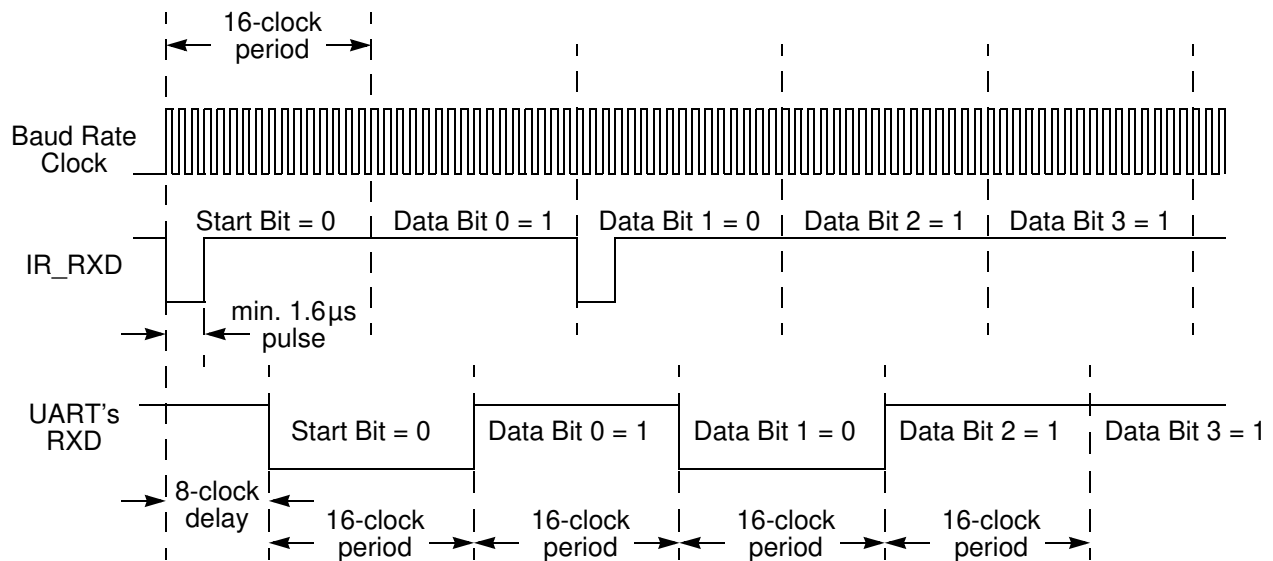 16-clock
period
Baud Rate
Clock
Start Bit = 0
Data Bit 0 = 1
Data Bit 1 = 0
Data Bit 2 = 1
Data Bit 3 = 1
IR_RXD
min. 1.6µs
pulse
UART's
RXD
Start Bit = 0
Data Bit 0 = 1
Data Bit 1 = 0
Data Bit 2 = 1
Data Bit 3 = 1
8-clock
delay
16-clock
period
16-clock
period
16-clock
period
16-clock
period